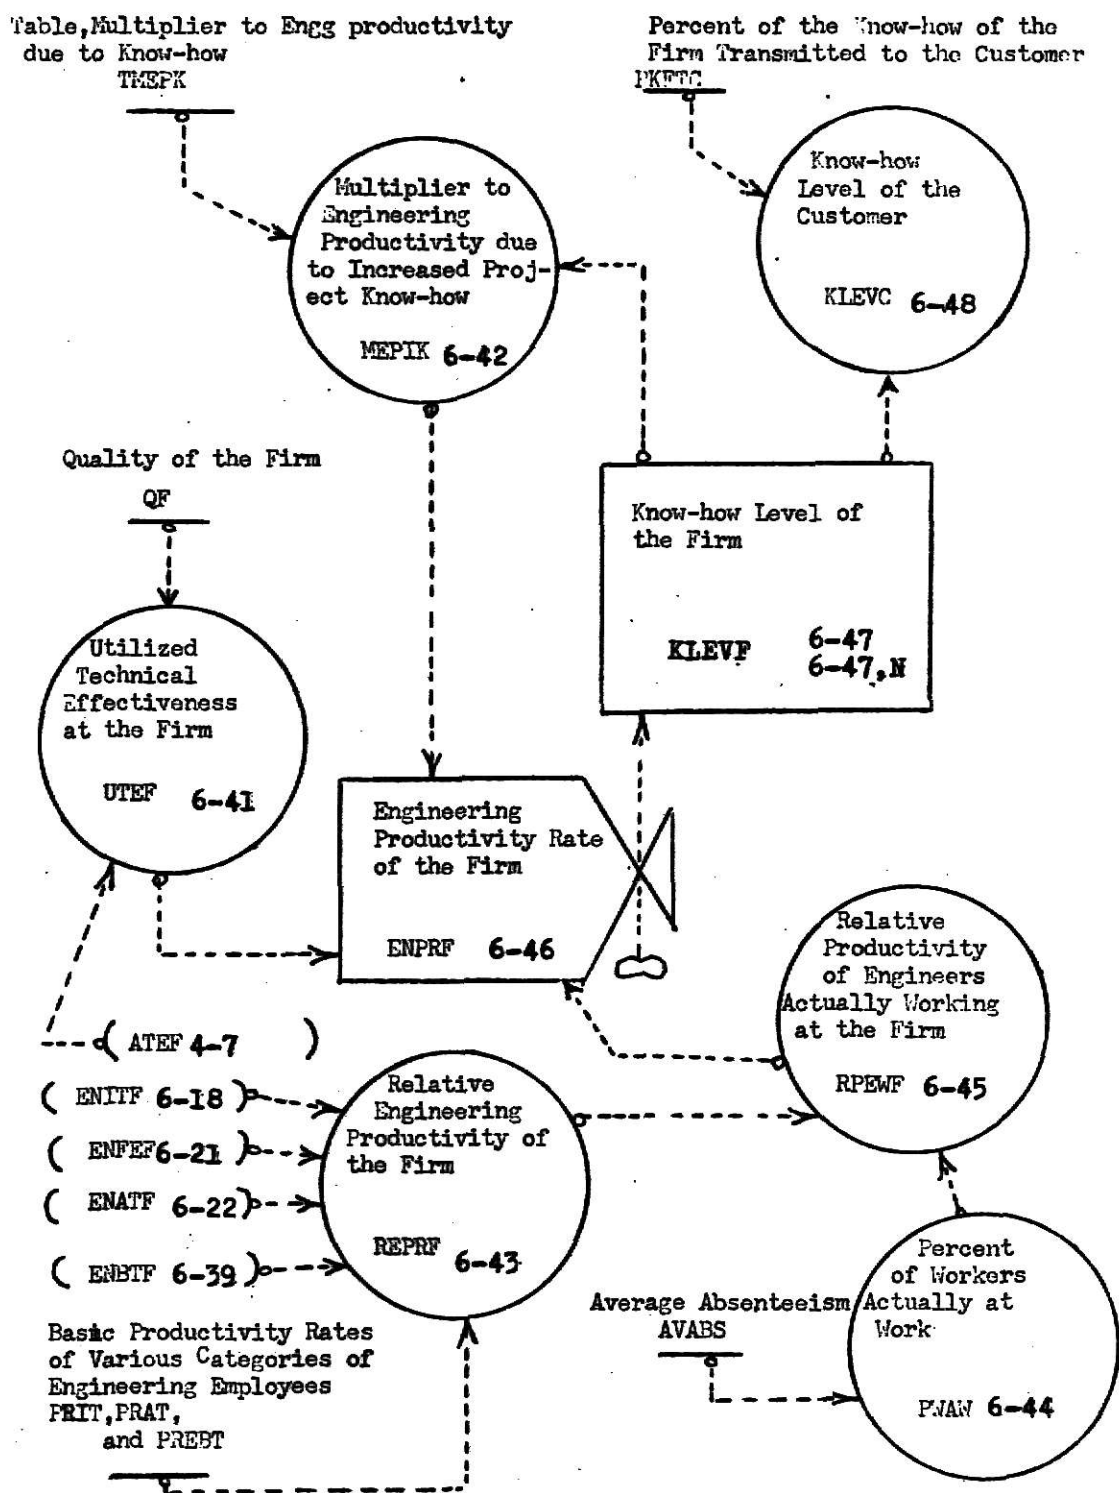 Table,Multiplier to Engg productivity
due to Know-how
TMEPK
Percent of the Know-how of the
Firm Transmitted to the Customer
PKFTC
Multiplier to
Engineering
Productivity due
to Increased Proj-
ect Know-how
MEPIK 6-42
Know-how
Level of the
Customer
KLEVC 6-48
Quality of the Firm
QF
Know-how Level of
the Firm
KLEVF 6-47
6-47,N
Utilized
Technical
Effectiveness
at the Firm
UTEF 6-41
Engineering
Productivity Rate
of the Firm
ENPRF 6-46
Relative
Productivity
of Engineers
Actually Working
at the Firm
RPEWF 6-45
( ATEF 4-7 )
( ENITF 6-18 )
( ENFEF 6-21 )
( ENATF 6-22 )
( ENBTF 6-39 )
Relative
Engineering
Productivity of
the Firm
REPRF 6-43
Percent
of Workers
Actually at
Work
PWAW 6-44
Average Absenteeism
AVABS
Basic Productivity Rates
of Various Categories of
Engineering Employees
PRIT,PRAT,
and PREBT